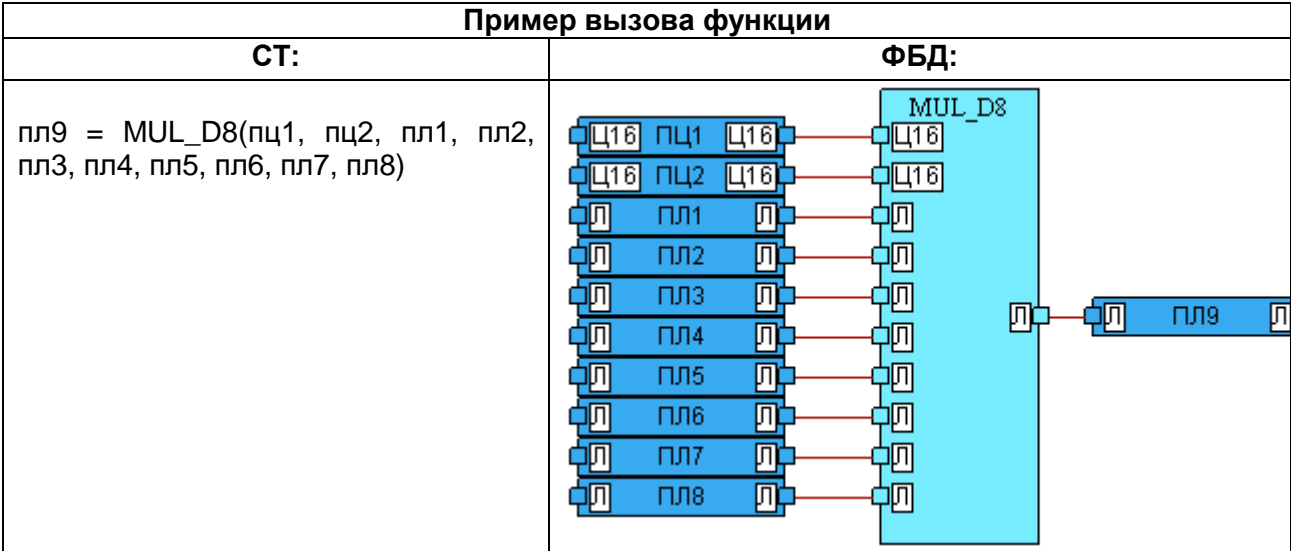 Пример вызова функции
СТ:
ФБД:
пл9 = MUL_D8(пц1, пц2, пл1, пл2,
пл3, пл4, пл5, пл6, пл7, пл8)
MUL_D8
Ц16 ПЦ1 Ц16 Ц16
Ц16 ПЦ2 Ц16 Ц16
Л ПЛ1 Л Л
Л ПЛ2 Л Л
Л ПЛ3 Л Л
Л Л ПЛ9 Л
Л ПЛ4 Л Л
Л ПЛ5 Л Л
Л ПЛ6 Л Л
Л ПЛ7 Л Л
Л ПЛ8 Л Л